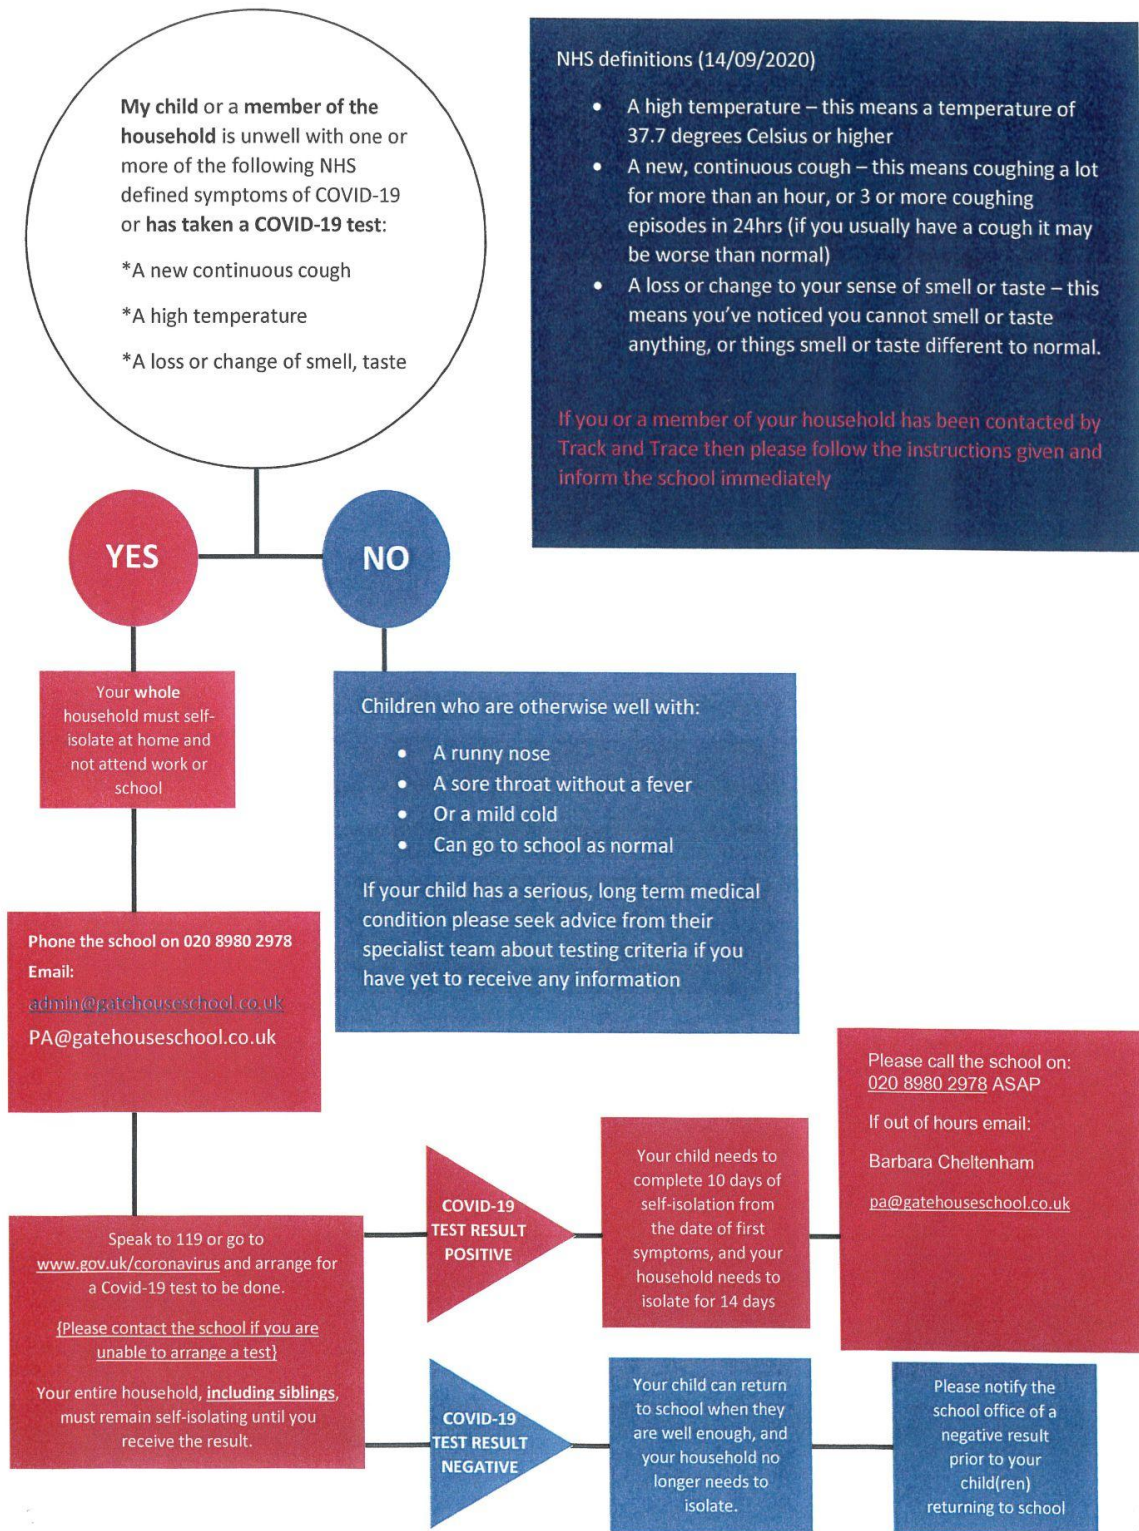 My child or a member of the
household is unwell with one or
more of the following NHS
defined symptoms of COVID-19
or has taken a COVID-19 test:
*A new continuous cough
*A high temperature
*A loss or change of smell, taste
NHS definitions (14/09/2020)
• A high temperature – this means a temperature of
37.7 degrees Celsius or higher
• A new, continuous cough – this means coughing a lot
for more than an hour, or 3 or more coughing
episodes in 24hrs (if you usually have a cough it may
be worse than normal)
• A loss or change to your sense of smell or taste – this
means you've noticed you cannot smell or taste
anything, or things smell or taste different to normal.
If you or a member of your household has been contacted by
Track and Trace then please follow the instructions given and
inform the school immediately
YES
NO
Your whole
household must self-
isolate at home and
not attend work or
school
Children who are otherwise well with:
• A runny nose
• A sore throat without a fever
• Or a mild cold
• Can go to school as normal
If your child has a serious, long term medical
condition please seek advice from their
specialist team about testing criteria if you
have yet to receive any information
Phone the school on 020 8980 2978
Email:
admin@gatehouseschool.co.uk
PA@gatehouseschool.co.uk
Speak to 119 or go to
www.gov.uk/coronavirus and arrange for
a Covid-19 test to be done.
{Please contact the school if you are
unable to arrange a test}
Your entire household, including siblings,
must remain self-isolating until you
receive the result.
COVID-19
TEST RESULT
POSITIVE
Your child needs to
complete 10 days of
self-isolation from
the date of first
symptoms, and your
household needs to
isolate for 14 days
Please call the school on:
020 8980 2978 ASAP
If out of hours email:
Barbara Cheltenham
pa@gatehouseschool.co.uk
COVID-19
TEST RESULT
NEGATIVE
Your child can return
to school when they
are well enough, and
your household no
longer needs to
isolate.
Please notify the
school office of a
negative result
prior to your
child(ren)
returning to school